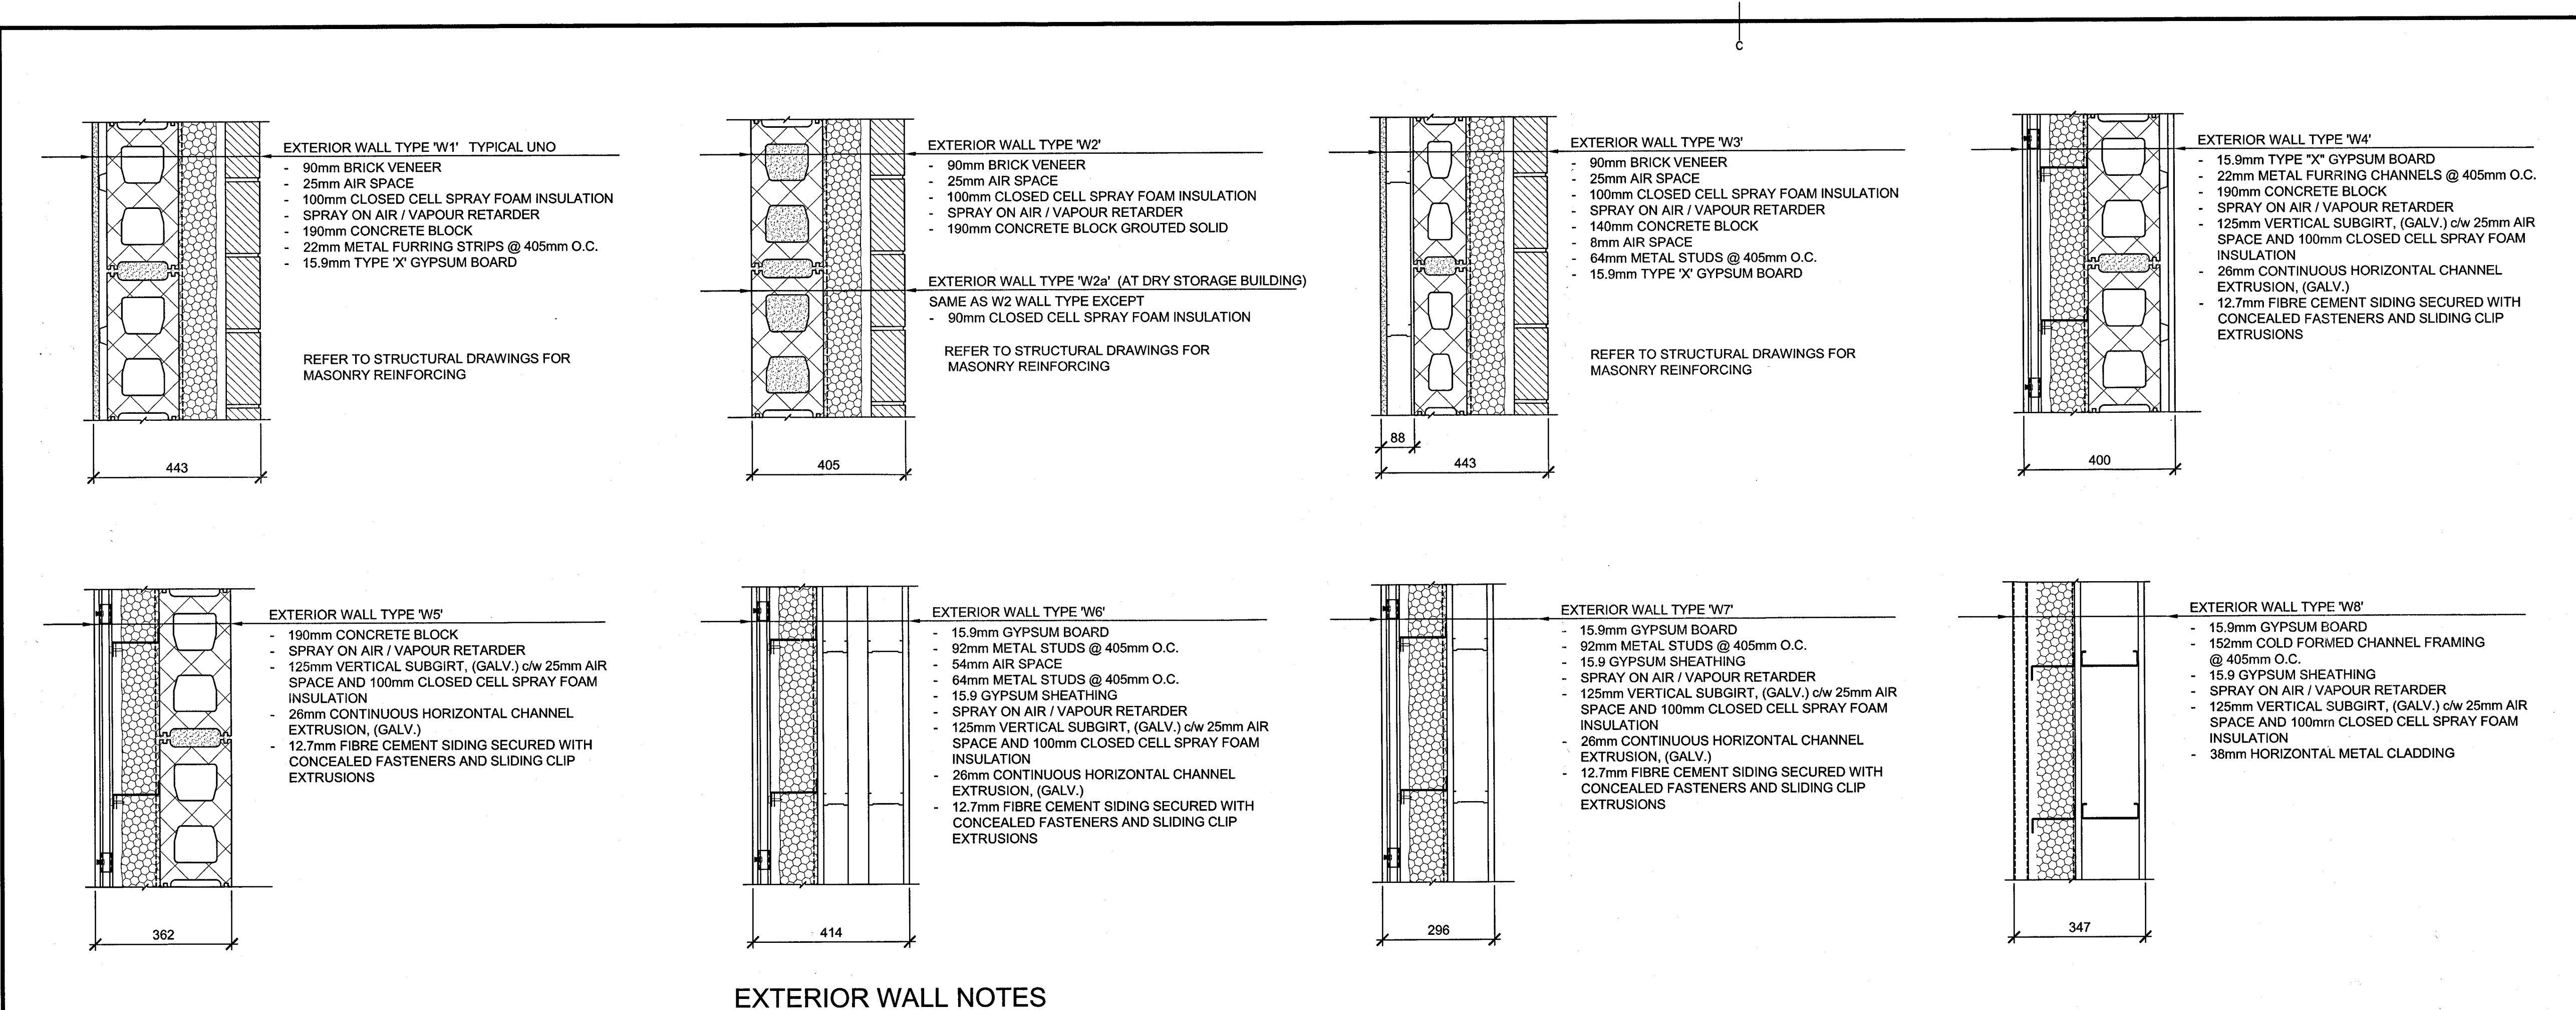 C
EXTERIOR WALL TYPE 'W1' TYPICAL UNO
- 90mm BRICK VENEER
- 25mm AIR SPACE
- 100mm CLOSED CELL SPRAY FOAM INSULATION
- SPRAY ON AIR / VAPOUR RETARDER
- 190mm CONCRETE BLOCK
- 22mm METAL FURRING STRIPS @ 405mm O.C.
- 15.9mm TYPE 'X' GYPSUM BOARD
REFER TO STRUCTURAL DRAWINGS FOR
MASONRY REINFORCING
443
EXTERIOR WALL TYPE 'W2'
- 90mm BRICK VENEER
- 25mm AIR SPACE
- 100mm CLOSED CELL SPRAY FOAM INSULATION
- SPRAY ON AIR / VAPOUR RETARDER
- 190mm CONCRETE BLOCK GROUTED SOLID
EXTERIOR WALL TYPE 'W2a' (AT DRY STORAGE BUILDING)
SAME AS W2 WALL TYPE EXCEPT
- 90mm CLOSED CELL SPRAY FOAM INSULATION
REFER TO STRUCTURAL DRAWINGS FOR
MASONRY REINFORCING
405
EXTERIOR WALL TYPE 'W3'
- 90mm BRICK VENEER
- 25mm AIR SPACE
- 100mm CLOSED CELL SPRAY FOAM INSULATION
- SPRAY ON AIR / VAPOUR RETARDER
- 140mm CONCRETE BLOCK
- 8mm AIR SPACE
- 64mm METAL STUDS @ 405mm O.C.
- 15.9mm TYPE 'X' GYPSUM BOARD
REFER TO STRUCTURAL DRAWINGS FOR
MASONRY REINFORCING
88
443
EXTERIOR WALL TYPE 'W4'
- 15.9mm TYPE "X" GYPSUM BOARD
- 22mm METAL FURRING CHANNELS @ 405mm O.C.
- 190mm CONCRETE BLOCK
- SPRAY ON AIR / VAPOUR RETARDER
- 125mm VERTICAL SUBGIRT, (GALV.) c/w 25mm AIR
SPACE AND 100mm CLOSED CELL SPRAY FOAM
INSULATION
- 26mm CONTINUOUS HORIZONTAL CHANNEL
EXTRUSION, (GALV.)
- 12.7mm FIBRE CEMENT SIDING SECURED WITH
CONCEALED FASTENERS AND SLIDING CLIP
EXTRUSIONS
400
EXTERIOR WALL TYPE 'W5'
- 190mm CONCRETE BLOCK
- SPRAY ON AIR / VAPOUR RETARDER
- 125mm VERTICAL SUBGIRT, (GALV.) c/w 25mm AIR
SPACE AND 100mm CLOSED CELL SPRAY FOAM
INSULATION
- 26mm CONTINUOUS HORIZONTAL CHANNEL
EXTRUSION, (GALV.)
- 12.7mm FIBRE CEMENT SIDING SECURED WITH
CONCEALED FASTENERS AND SLIDING CLIP
EXTRUSIONS
362
EXTERIOR WALL TYPE 'W6'
- 15.9mm GYPSUM BOARD
- 92mm METAL STUDS @ 405mm O.C.
- 54mm AIR SPACE
- 64mm METAL STUDS @ 405mm O.C.
- 15.9 GYPSUM SHEATHING
- SPRAY ON AIR / VAPOUR RETARDER
- 125mm VERTICAL SUBGIRT, (GALV.) c/w 25mm AIR
SPACE AND 100mm CLOSED CELL SPRAY FOAM
INSULATION
- 26mm CONTINUOUS HORIZONTAL CHANNEL
EXTRUSION, (GALV.)
- 12.7mm FIBRE CEMENT SIDING SECURED WITH
CONCEALED FASTENERS AND SLIDING CLIP
EXTRUSIONS
414
EXTERIOR WALL TYPE 'W7'
- 15.9mm GYPSUM BOARD
- 92mm METAL STUDS @ 405mm O.C.
- 15.9 GYPSUM SHEATHING
- SPRAY ON AIR / VAPOUR RETARDER
- 125mm VERTICAL SUBGIRT, (GALV.) c/w 25mm AIR
SPACE AND 100mm CLOSED CELL SPRAY FOAM
INSULATION
- 26mm CONTINUOUS HORIZONTAL CHANNEL
EXTRUSION, (GALV.)
- 12.7mm FIBRE CEMENT SIDING SECURED WITH
CONCEALED FASTENERS AND SLIDING CLIP
EXTRUSIONS
296
EXTERIOR WALL TYPE 'W8'
- 15.9mm GYPSUM BOARD
- 152mm COLD FORMED CHANNEL FRAMING
@ 405mm O.C.
- 15.9 GYPSUM SHEATHING
- SPRAY ON AIR / VAPOUR RETARDER
- 125mm VERTICAL SUBGIRT, (GALV.) c/w 25mm AIR
SPACE AND 100mm CLOSED CELL SPRAY FOAM
INSULATION
- 38mm HORIZONTAL METAL CLADDING
347
EXTERIOR WALL NOTES